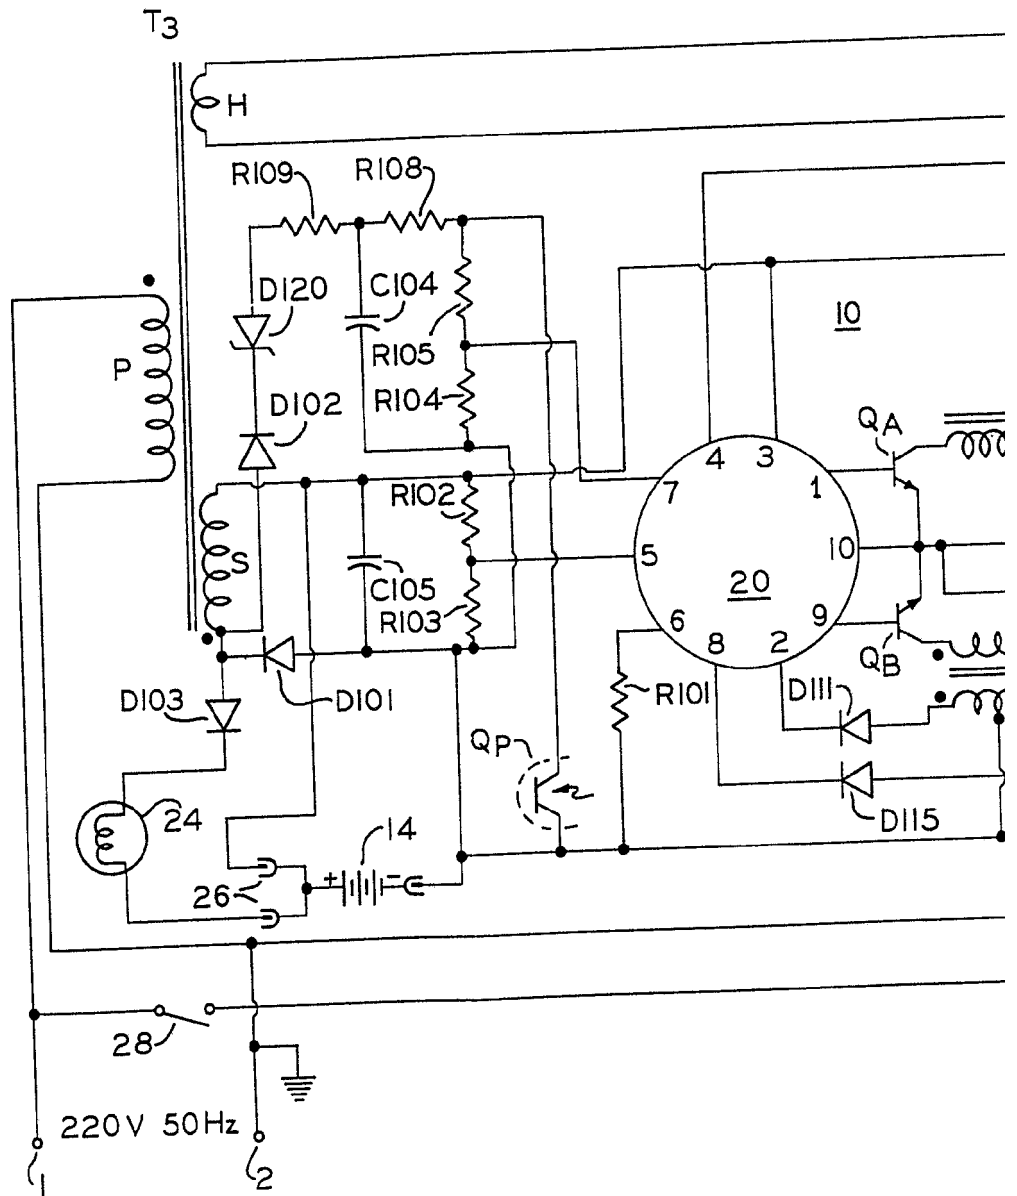 T3
H
R109 R108
D120 C104
10
R105
P
D102 R104
QA
4 3
R102 7 1
S 5 10
C105 20
R103 6 9
8 2
QB
D103 D101 R101 D111
QP
24 14 D115
+ -
26
28
220V 50Hz
1 2